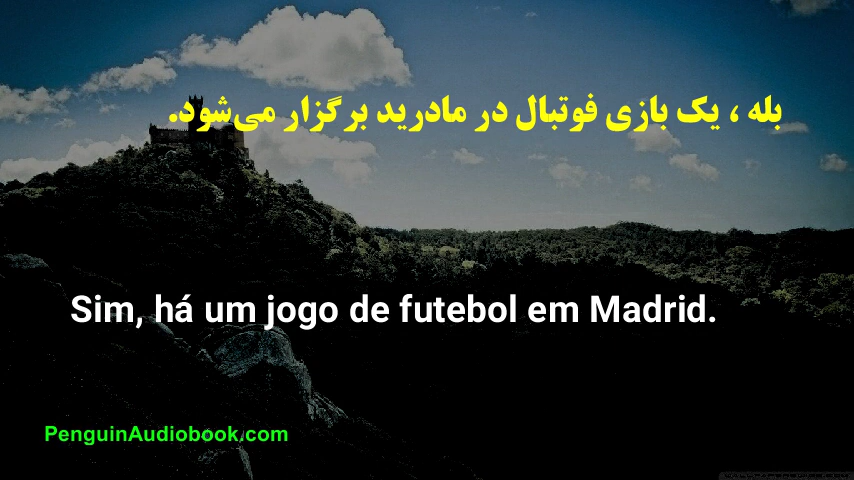 بله ، یک بازی فوتبال در مادرید برگزار می‌شود.
Sim, há um jogo de futebol em Madrid.
PenguinAudiobook.com